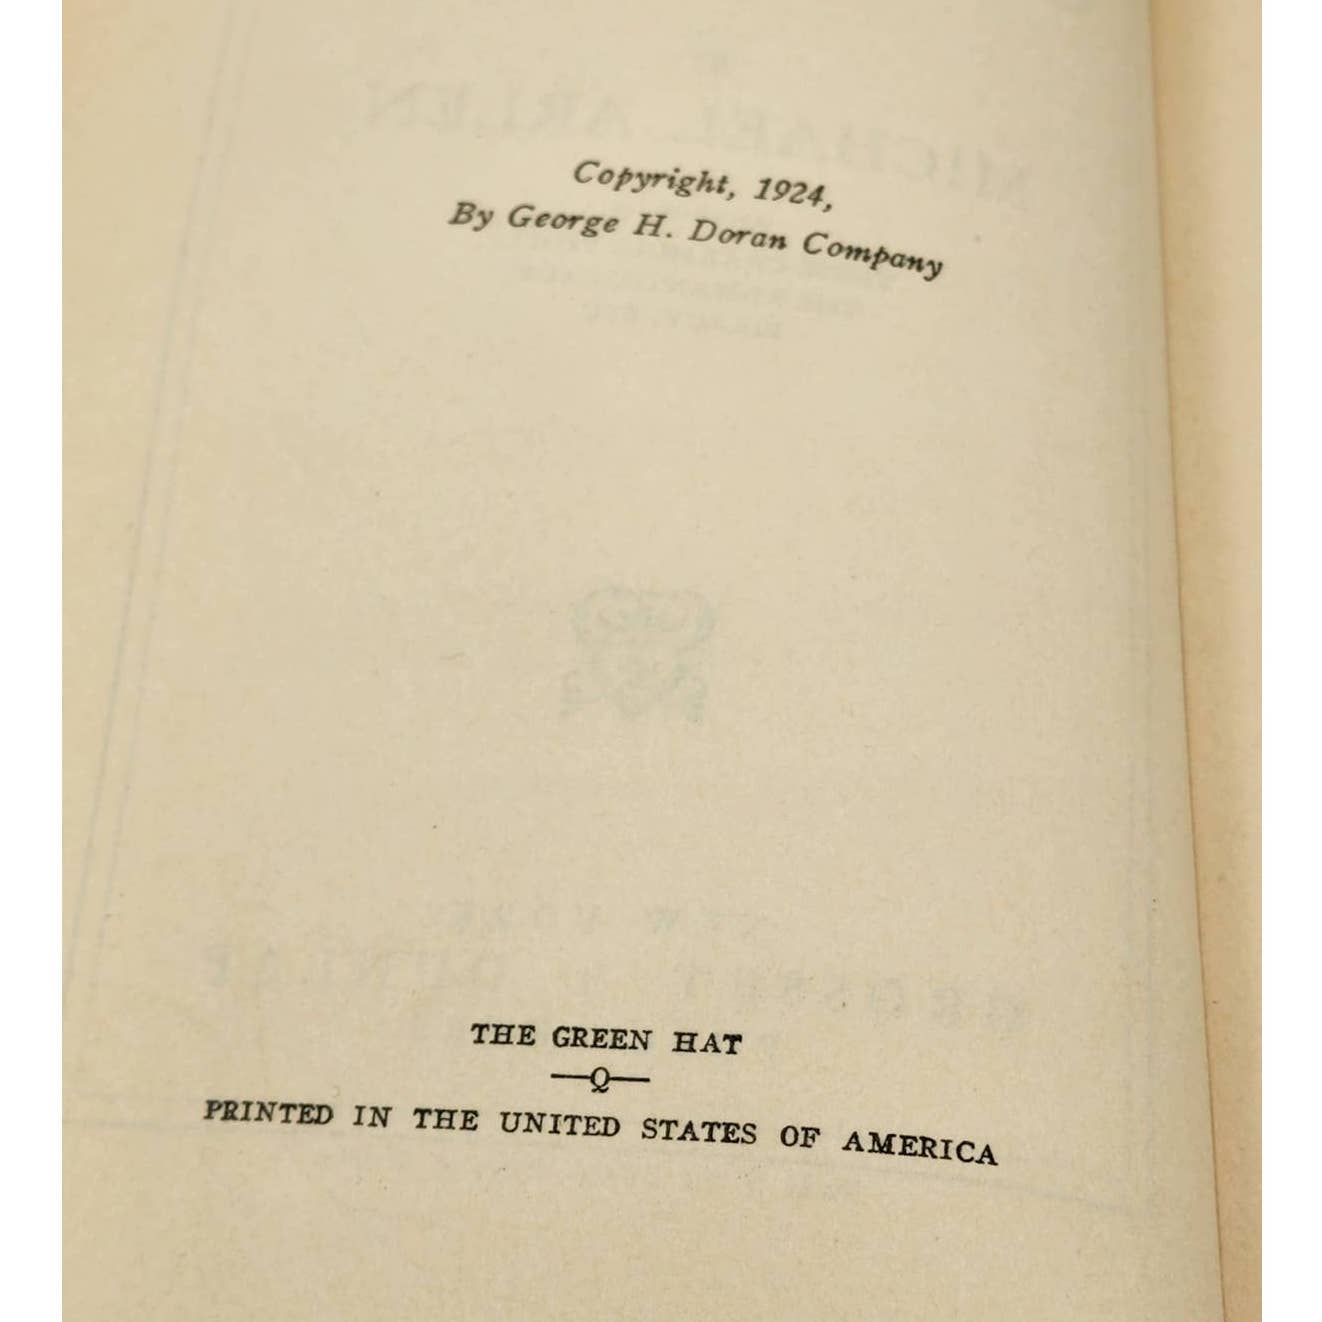 Copyright, 1924,
By George H. Doran Company
THE GREEN HAT
—Q—
PRINTED IN THE UNITED STATES OF AMERICA